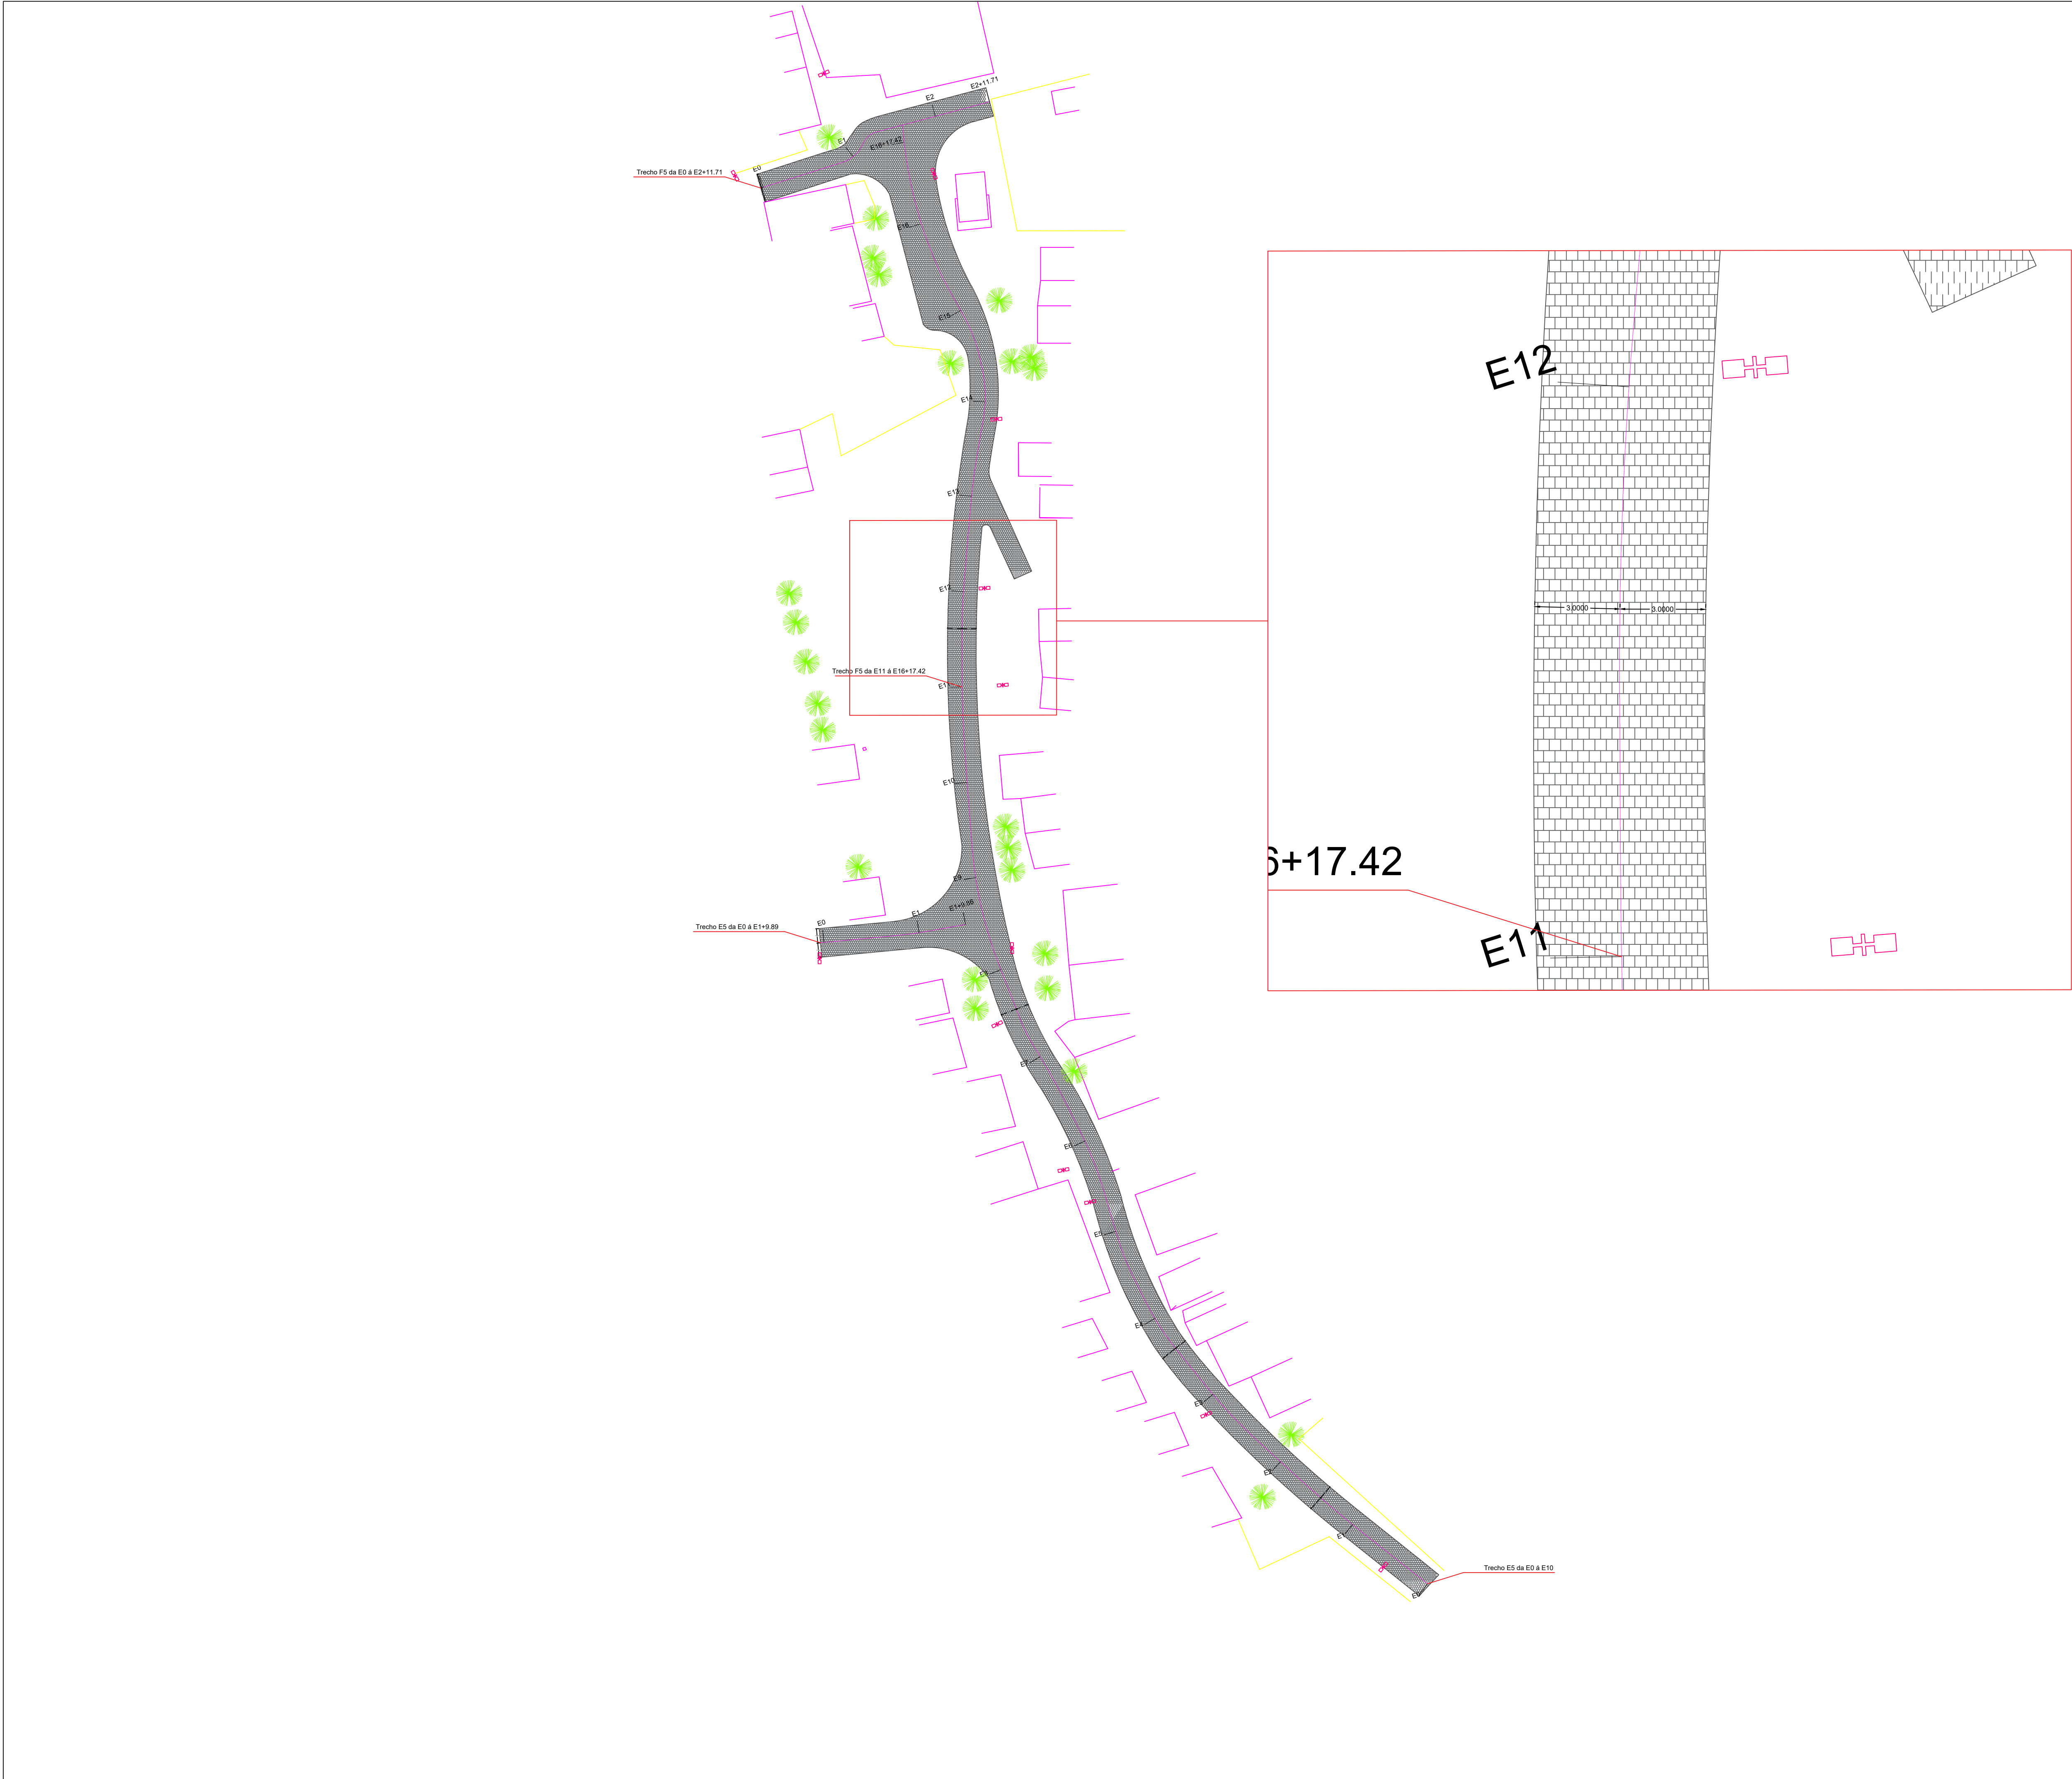 E2+11.71
E2
E1
E16+17.42
E0
Trecho F5 da E0 á E2+11.71
E16
E15
E14
E13
E12
Trecho F5 da E11 á E16+17.42
E11
E10
E9
E1+9.88
E1
E0
Trecho E5 da E0 á E1+9.89
E8
E7
E6
E5
E4
E3
E2
E1
Trecho E5 da E0 á E10
E0
E12
3.0000
3.0000
6+17.42
E11